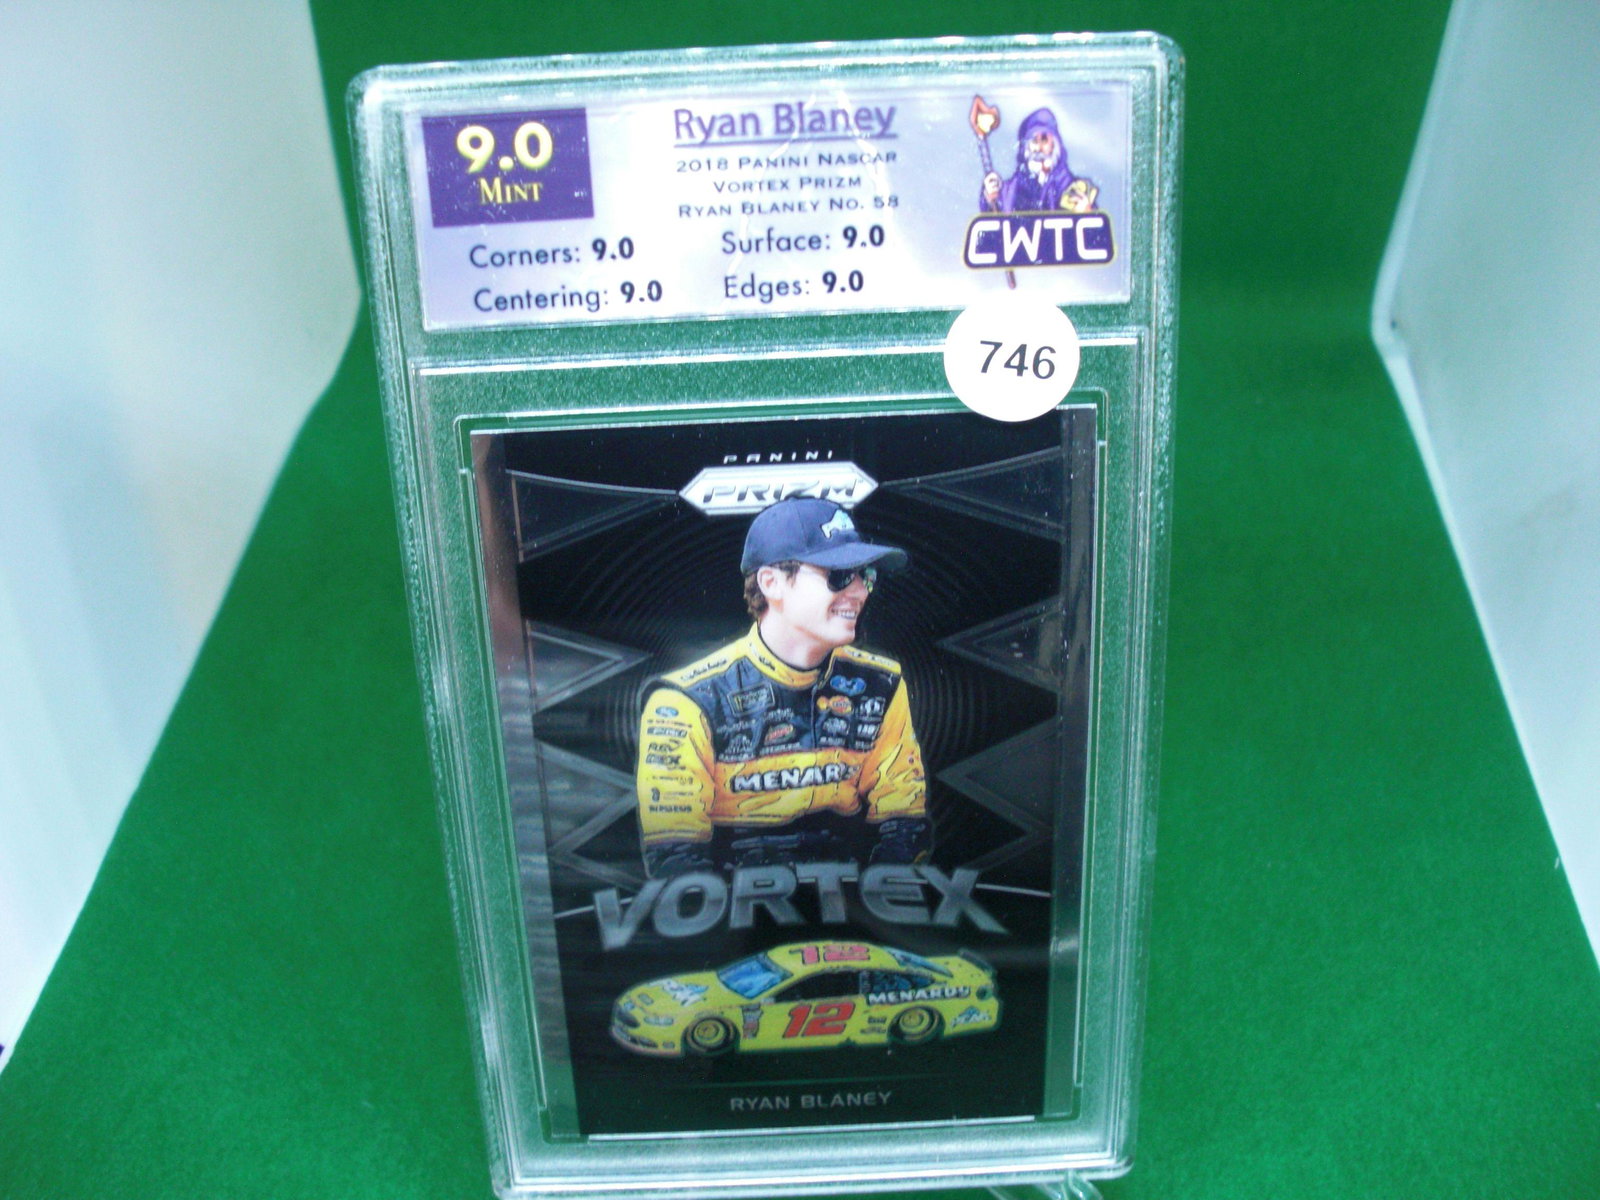 9.0
MINT
Ryan Blaney
2018 PANINI NASCAR
VORTEX PRIZM
RYAN BLANEY NO. 58
Corners: 9.0
Surface: 9.0
Centering: 9.0
Edges: 9.0
CWTC
746
PANINI
PRIZM
MENAR
VORTEX
12
MENARDS
12
RYAN BLANEY